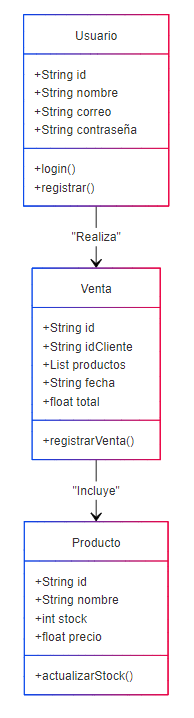 Usuario
+String id
+String nombre
+String correo
+String contraseña
+login()
+registrar()
"Realiza"
Venta
+String id
+String idCliente
+List productos
+String fecha
+float total
+registrarVenta()
"Incluye"
Producto
+String id
+String nombre
+int stock
+float precio
+actualizarStock()